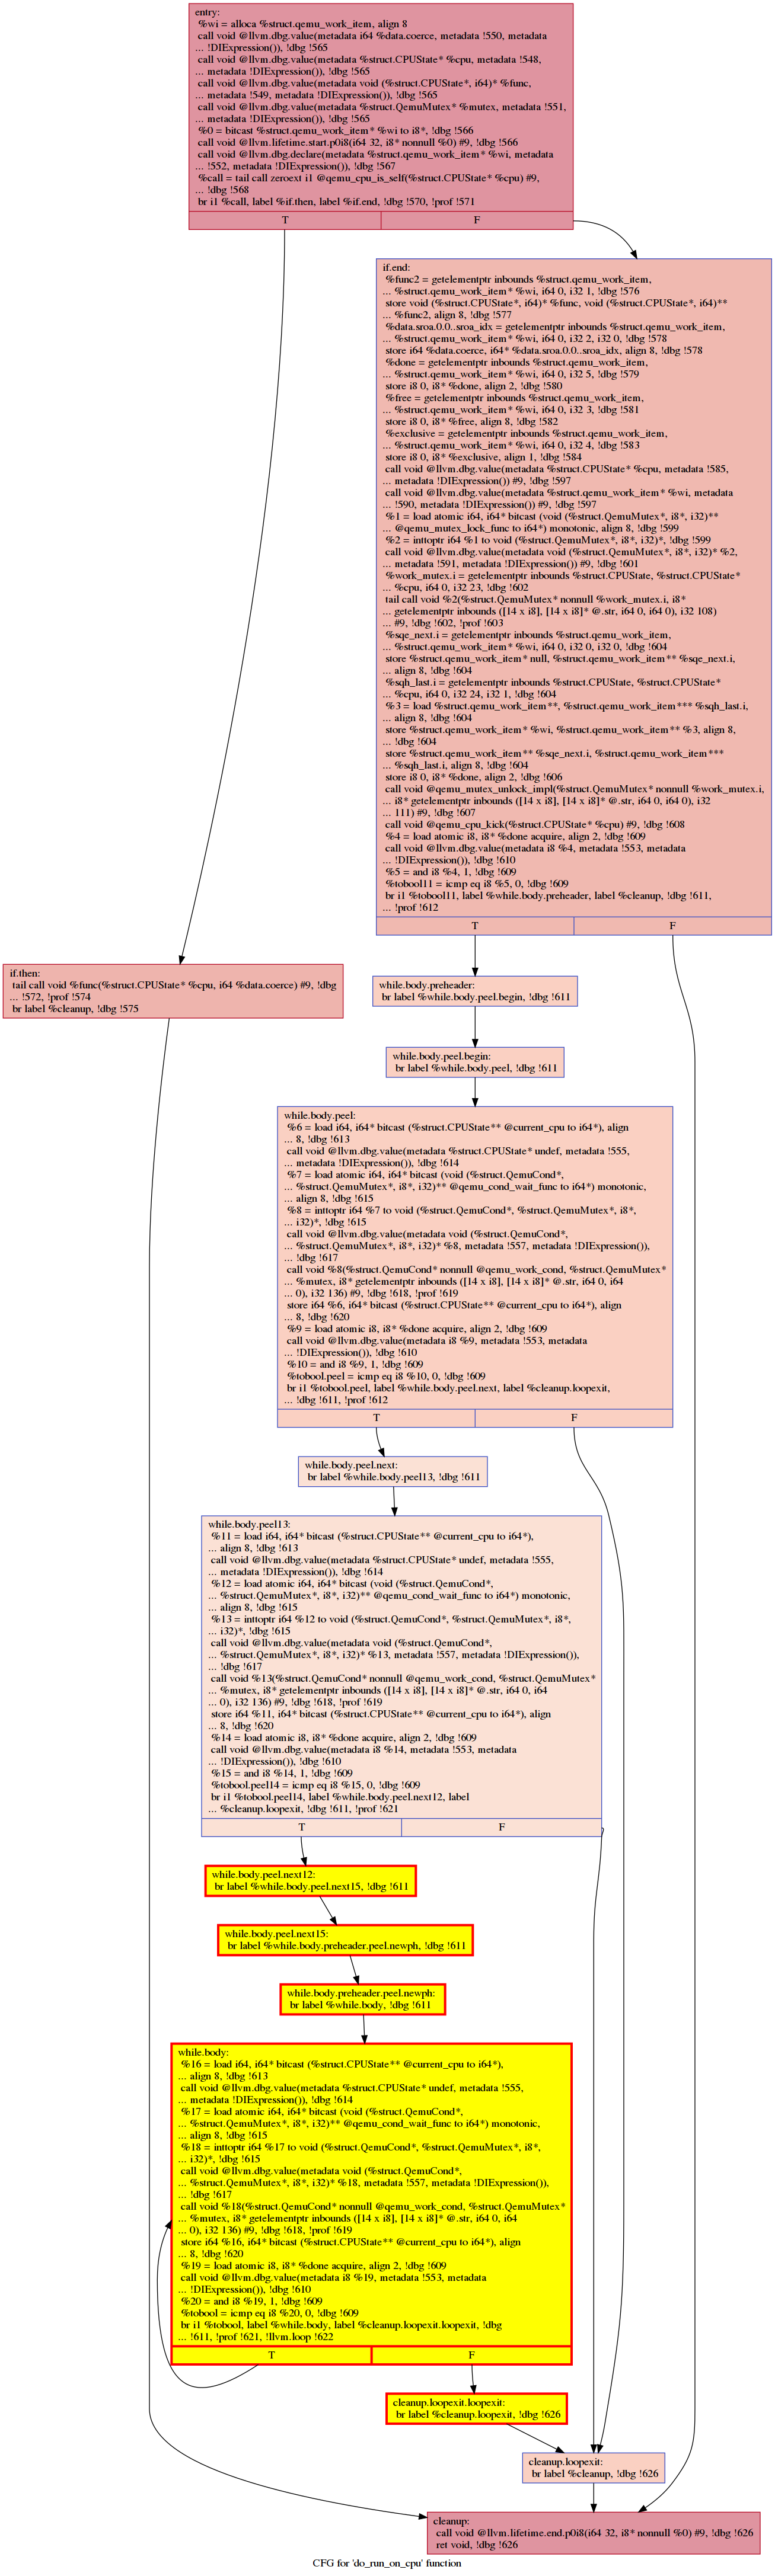 entry:
%wi = alloca %struct.qemu_work_item, align 8
call void @llvm.dbg.value(metadata i64 %data.coerce, metadata !550, metadata
... !DIExpression()), !dbg !565
call void @llvm.dbg.value(metadata %struct.CPUState* %cpu, metadata !548,
... metadata !DIExpression()), !dbg !565
call void @llvm.dbg.value(metadata void (%struct.CPUState*, i64)* %func,
... metadata !549, metadata !DIExpression()), !dbg !565
call void @llvm.dbg.value(metadata %struct.QemuMutex* %mutex, metadata !551,
... metadata !DIExpression()), !dbg !565
%0 = bitcast %struct.qemu_work_item* %wi to i8*, !dbg !566
call void @llvm.lifetime.start.p0i8(i64 32, i8* nonnull %0) #9, !dbg !566
call void @llvm.dbg.declare(metadata %struct.qemu_work_item* %wi, metadata
... !552, metadata !DIExpression()), !dbg !567
%call = tail call zeroext i1 @qemu_cpu_is_self(%struct.CPUState* %cpu) #9,
... !dbg !568
br i1 %call, label %if.then, label %if.end, !dbg !570, !prof !571
T
F
if.end:
%func2 = getelementptr inbounds %struct.qemu_work_item,
... %struct.qemu_work_item* %wi, i64 0, i32 1, !dbg !576
store void (%struct.CPUState*, i64)* %func, void (%struct.CPUState*, i64)**
... %func2, align 8, !dbg !577
%data.sroa.0.0..sroa_idx = getelementptr inbounds %struct.qemu_work_item,
... %struct.qemu_work_item* %wi, i64 0, i32 2, i32 0, !dbg !578
store i64 %data.coerce, i64* %data.sroa.0.0..sroa_idx, align 8, !dbg !578
%done = getelementptr inbounds %struct.qemu_work_item,
... %struct.qemu_work_item* %wi, i64 0, i32 5, !dbg !579
store i8 0, i8* %done, align 2, !dbg !580
%free = getelementptr inbounds %struct.qemu_work_item,
... %struct.qemu_work_item* %wi, i64 0, i32 3, !dbg !581
store i8 0, i8* %free, align 8, !dbg !582
%exclusive = getelementptr inbounds %struct.qemu_work_item,
... %struct.qemu_work_item* %wi, i64 0, i32 4, !dbg !583
store i8 0, i8* %exclusive, align 1, !dbg !584
call void @llvm.dbg.value(metadata %struct.CPUState* %cpu, metadata !585,
... metadata !DIExpression()) #9, !dbg !597
call void @llvm.dbg.value(metadata %struct.qemu_work_item* %wi, metadata
... !590, metadata !DIExpression()) #9, !dbg !597
%1 = load atomic i64, i64* bitcast (void (%struct.QemuMutex*, i8*, i32)**
... @qemu_mutex_lock_func to i64*) monotonic, align 8, !dbg !599
%2 = inttoptr i64 %1 to void (%struct.QemuMutex*, i8*, i32)*, !dbg !599
call void @llvm.dbg.value(metadata void (%struct.QemuMutex*, i8*, i32)* %2,
... metadata !591, metadata !DIExpression()) #9, !dbg !601
%work_mutex.i = getelementptr inbounds %struct.CPUState, %struct.CPUState*
... %cpu, i64 0, i32 23, !dbg !602
tail call void %2(%struct.QemuMutex* nonnull %work_mutex.i, i8*
... getelementptr inbounds ([14 x i8], [14 x i8]* @.str, i64 0, i64 0), i32 108)
... #9, !dbg !602, !prof !603
%sqe_next.i = getelementptr inbounds %struct.qemu_work_item,
... %struct.qemu_work_item* %wi, i64 0, i32 0, i32 0, !dbg !604
store %struct.qemu_work_item* null, %struct.qemu_work_item** %sqe_next.i,
... align 8, !dbg !604
%sqh_last.i = getelementptr inbounds %struct.CPUState, %struct.CPUState*
... %cpu, i64 0, i32 24, i32 1, !dbg !604
%3 = load %struct.qemu_work_item**, %struct.qemu_work_item*** %sqh_last.i,
... align 8, !dbg !604
store %struct.qemu_work_item* %wi, %struct.qemu_work_item** %3, align 8,
... !dbg !604
store %struct.qemu_work_item** %sqe_next.i, %struct.qemu_work_item***
... %sqh_last.i, align 8, !dbg !604
store i8 0, i8* %done, align 2, !dbg !606
call void @qemu_mutex_unlock_impl(%struct.QemuMutex* nonnull %work_mutex.i,
... i8* getelementptr inbounds ([14 x i8], [14 x i8]* @.str, i64 0, i64 0), i32
... 111) #9, !dbg !607
call void @qemu_cpu_kick(%struct.CPUState* %cpu) #9, !dbg !608
%4 = load atomic i8, i8* %done acquire, align 2, !dbg !609
call void @llvm.dbg.value(metadata i8 %4, metadata !553, metadata
... !DIExpression()), !dbg !610
%5 = and i8 %4, 1, !dbg !609
%tobool11 = icmp eq i8 %5, 0, !dbg !609
br i1 %tobool11, label %while.body.preheader, label %cleanup, !dbg !611,
... !prof !612
T
F
if.then:
tail call void %func(%struct.CPUState* %cpu, i64 %data.coerce) #9, !dbg
... !572, !prof !574
br label %cleanup, !dbg !575
while.body.preheader:
br label %while.body.peel.begin, !dbg !611
while.body.peel.begin:
br label %while.body.peel, !dbg !611
while.body.peel:
%6 = load i64, i64* bitcast (%struct.CPUState** @current_cpu to i64*), align
... 8, !dbg !613
call void @llvm.dbg.value(metadata %struct.CPUState* undef, metadata !555,
... metadata !DIExpression()), !dbg !614
%7 = load atomic i64, i64* bitcast (void (%struct.QemuCond*,
... %struct.QemuMutex*, i8*, i32)** @qemu_cond_wait_func to i64*) monotonic,
... align 8, !dbg !615
%8 = inttoptr i64 %7 to void (%struct.QemuCond*, %struct.QemuMutex*, i8*,
... i32)*, !dbg !615
call void @llvm.dbg.value(metadata void (%struct.QemuCond*,
... %struct.QemuMutex*, i8*, i32)* %8, metadata !557, metadata !DIExpression()),
... !dbg !617
call void %8(%struct.QemuCond* nonnull @qemu_work_cond, %struct.QemuMutex*
... %mutex, i8* getelementptr inbounds ([14 x i8], [14 x i8]* @.str, i64 0, i64
... 0), i32 136) #9, !dbg !618, !prof !619
store i64 %6, i64* bitcast (%struct.CPUState** @current_cpu to i64*), align
... 8, !dbg !620
%9 = load atomic i8, i8* %done acquire, align 2, !dbg !609
call void @llvm.dbg.value(metadata i8 %9, metadata !553, metadata
... !DIExpression()), !dbg !610
%10 = and i8 %9, 1, !dbg !609
%tobool.peel = icmp eq i8 %10, 0, !dbg !609
br i1 %tobool.peel, label %while.body.peel.next, label %cleanup.loopexit,
... !dbg !611, !prof !612
T
F
while.body.peel.next:
br label %while.body.peel13, !dbg !611
while.body.peel13:
%11 = load i64, i64* bitcast (%struct.CPUState** @current_cpu to i64*),
... align 8, !dbg !613
call void @llvm.dbg.value(metadata %struct.CPUState* undef, metadata !555,
... metadata !DIExpression()), !dbg !614
%12 = load atomic i64, i64* bitcast (void (%struct.QemuCond*,
... %struct.QemuMutex*, i8*, i32)** @qemu_cond_wait_func to i64*) monotonic,
... align 8, !dbg !615
%13 = inttoptr i64 %12 to void (%struct.QemuCond*, %struct.QemuMutex*, i8*,
... i32)*, !dbg !615
call void @llvm.dbg.value(metadata void (%struct.QemuCond*,
... %struct.QemuMutex*, i8*, i32)* %13, metadata !557, metadata !DIExpression()),
... !dbg !617
call void %13(%struct.QemuCond* nonnull @qemu_work_cond, %struct.QemuMutex*
... %mutex, i8* getelementptr inbounds ([14 x i8], [14 x i8]* @.str, i64 0, i64
... 0), i32 136) #9, !dbg !618, !prof !619
store i64 %11, i64* bitcast (%struct.CPUState** @current_cpu to i64*), align
... 8, !dbg !620
%14 = load atomic i8, i8* %done acquire, align 2, !dbg !609
call void @llvm.dbg.value(metadata i8 %14, metadata !553, metadata
... !DIExpression()), !dbg !610
%15 = and i8 %14, 1, !dbg !609
%tobool.peel14 = icmp eq i8 %15, 0, !dbg !609
br i1 %tobool.peel14, label %while.body.peel.next12, label
... %cleanup.loopexit, !dbg !611, !prof !621
T
F
while.body.peel.next12:
br label %while.body.peel.next15, !dbg !611
while.body.peel.next15:
br label %while.body.preheader.peel.newph, !dbg !611
while.body.preheader.peel.newph:
br label %while.body, !dbg !611
while.body:
%16 = load i64, i64* bitcast (%struct.CPUState** @current_cpu to i64*),
... align 8, !dbg !613
call void @llvm.dbg.value(metadata %struct.CPUState* undef, metadata !555,
... metadata !DIExpression()), !dbg !614
%17 = load atomic i64, i64* bitcast (void (%struct.QemuCond*,
... %struct.QemuMutex*, i8*, i32)** @qemu_cond_wait_func to i64*) monotonic,
... align 8, !dbg !615
%18 = inttoptr i64 %17 to void (%struct.QemuCond*, %struct.QemuMutex*, i8*,
... i32)*, !dbg !615
call void @llvm.dbg.value(metadata void (%struct.QemuCond*,
... %struct.QemuMutex*, i8*, i32)* %18, metadata !557, metadata !DIExpression()),
... !dbg !617
call void %18(%struct.QemuCond* nonnull @qemu_work_cond, %struct.QemuMutex*
... %mutex, i8* getelementptr inbounds ([14 x i8], [14 x i8]* @.str, i64 0, i64
... 0), i32 136) #9, !dbg !618, !prof !619
store i64 %16, i64* bitcast (%struct.CPUState** @current_cpu to i64*), align
... 8, !dbg !620
%19 = load atomic i8, i8* %done acquire, align 2, !dbg !609
call void @llvm.dbg.value(metadata i8 %19, metadata !553, metadata
... !DIExpression()), !dbg !610
%20 = and i8 %19, 1, !dbg !609
%tobool = icmp eq i8 %20, 0, !dbg !609
br i1 %tobool, label %while.body, label %cleanup.loopexit.loopexit, !dbg
... !611, !prof !621, !llvm.loop !622
T
F
cleanup.loopexit.loopexit:
br label %cleanup.loopexit, !dbg !626
cleanup.loopexit:
br label %cleanup, !dbg !626
cleanup:
call void @llvm.lifetime.end.p0i8(i64 32, i8* nonnull %0) #9, !dbg !626
ret void, !dbg !626
CFG for 'do_run_on_cpu' function